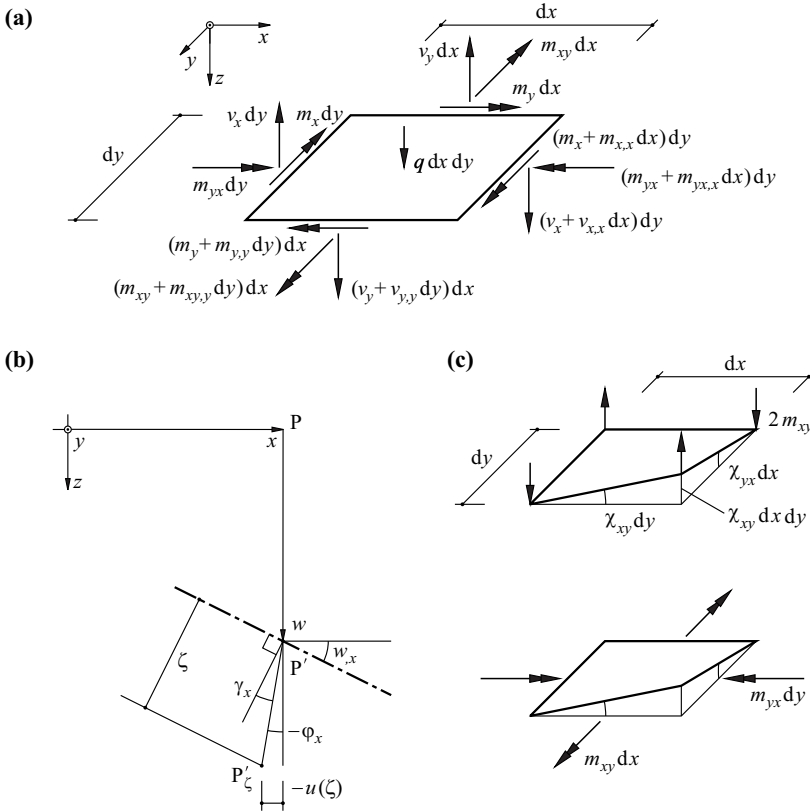 (a)
x
y
z
dx
v_y dx
m_xy dx
m_y dx
v_x dy
m_x dy
dy
q dx dy
(m_x + m_x,x dx) dy
m_yx dy
(m_yx + m_yx,x dx) dy
(v_x + v_x,x dx) dy
(m_y + m_y,y dy) dx
(m_xy + m_xy,y dy) dx
(v_y + v_y,y dy) dx
(b)
P
y
x
z
w
P′
w,x
ζ
γ_x
−φ_x
P′_ζ
−u(ζ)
(c)
dx
2 m_xy
dy
χ_yx dx
χ_xy dy
χ_xy dx dy
m_yx dy
m_xy dx